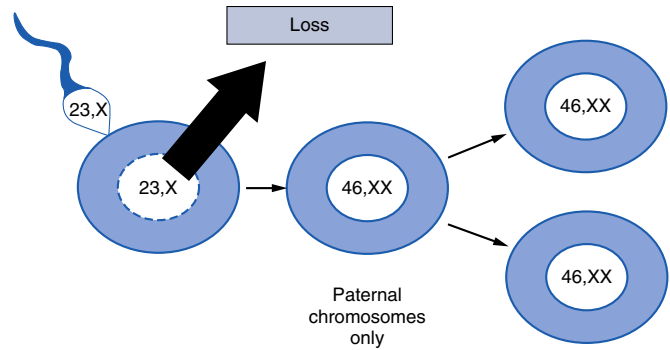 Loss
23,X
23,X
46,XX
46,XX
46,XX
Paternal
chromosomes
only